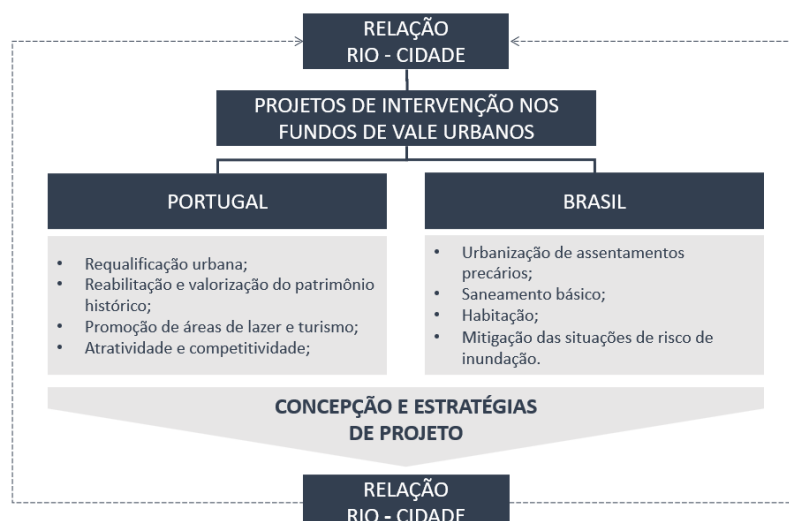 RELAÇÃO
RIO - CIDADE
PROJETOS DE INTERVENÇÃO NOS
FUNDOS DE VALE URBANOS
PORTUGAL
• Requalificação urbana;
• Reabilitação e valorização do patrimônio
histórico;
• Promoção de áreas de lazer e turismo;
• Atratividade e competitividade;
BRASIL
• Urbanização de assentamentos
precários;
• Saneamento básico;
• Habitação;
• Mitigação das situações de risco de
inundação.
CONCEPÇÃO E ESTRATÉGIAS
DE PROJETO
RELAÇÃO
RIO - CIDADE